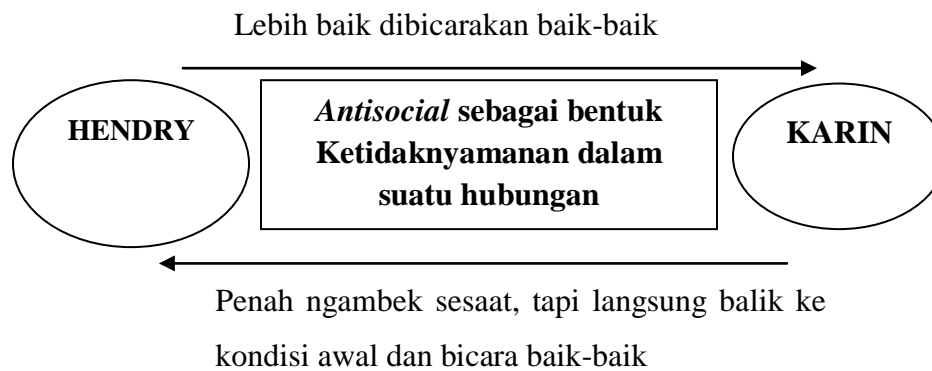 Lebih baik dibicarakan baik-baik
HENDRY
Antisocial sebagai bentuk
Ketidaknyamanan dalam
suatu hubungan
KARIN
Penah ngambek sesaat, tapi langsung balik ke
kondisi awal dan bicara baik-baik